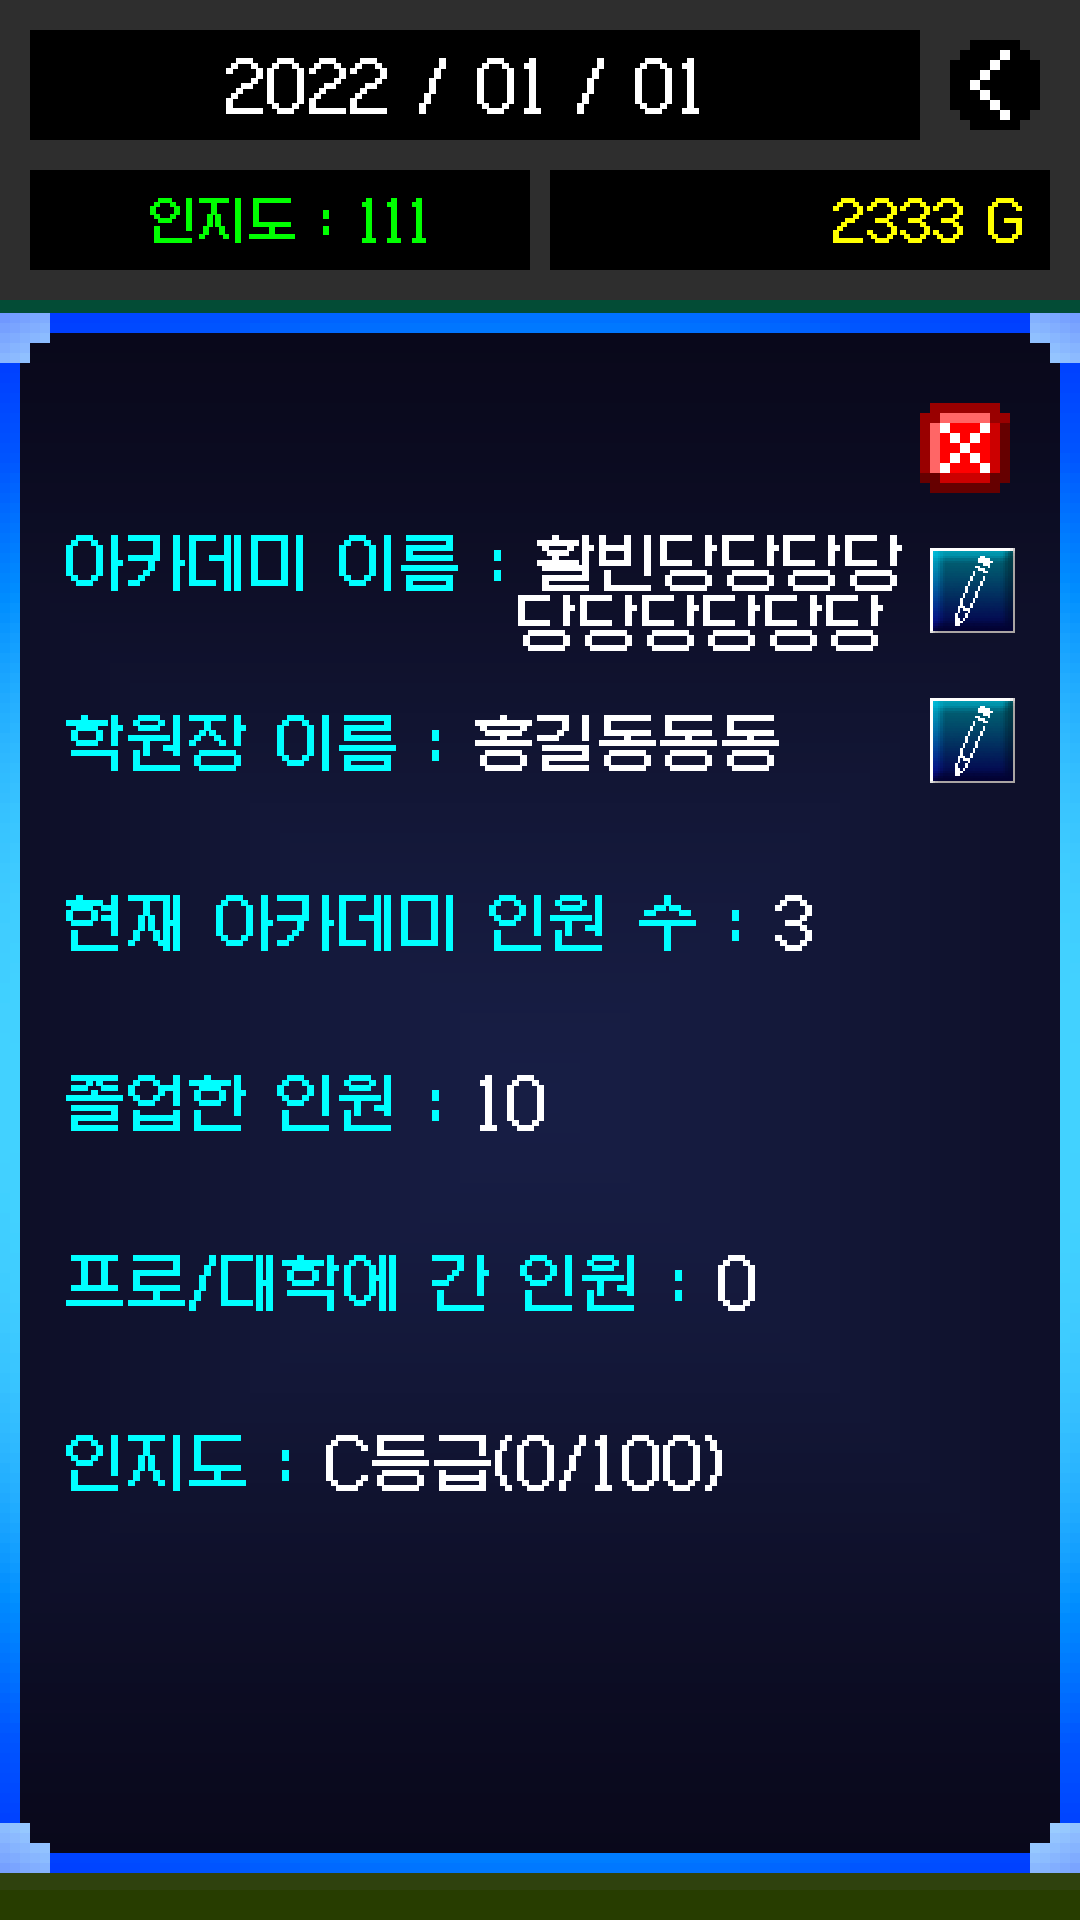 2022 / 01 / 01
인지도 : 111
2333 G
아카데미 이름 : 활빈당당당당
당당당당당당
학원장 이름 : 홍길동동동
현재 아카데미 인원 수 : 3
졸업한 인원 : 10
프로/대학에 간 인원 : 0
인지도 : C등급(0/100)